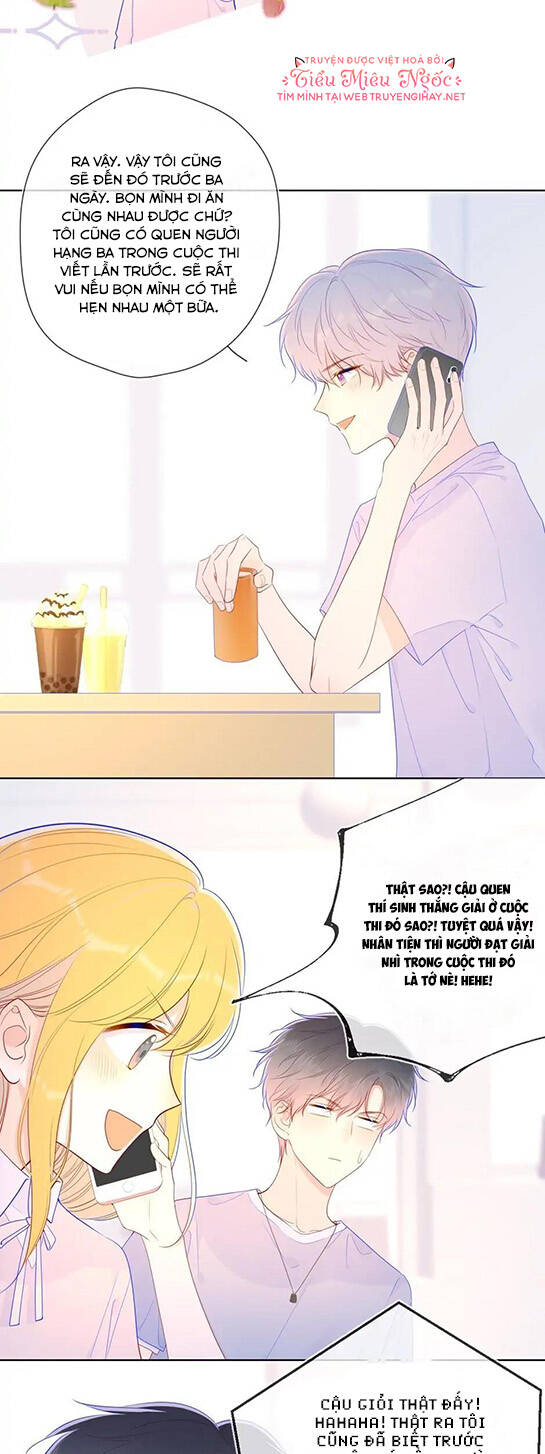 TRUYỆN ĐƯỢC VIỆT HOÁ BỞI
Tiểu Miêu Ngốc
TÌM MÌNH TẠI WEBTRUYENGIHAY.NET
RA VẬY. VẬY TÔI CŨNG
SẼ ĐẾN ĐÓ TRƯỚC BA
NGÀY. BỌN MÌNH ĐI ĂN
CÙNG NHAU ĐƯỢC CHỨ?
TÔI CŨNG CÓ QUEN NGƯỜI
HẠNG BA TRONG CUỘC THI
VIẾT LẦN TRƯỚC. SẼ RẤT
VUI NẾU BỌN MÌNH CÓ THỂ
HẸN NHAU MỘT BỮA.
THẬT SAO?! CẬU QUEN
THÍ SINH THẮNG GIẢI Ở CUỘC
THI ĐÓ SAO?! TUYỆT QUÁ VẬY!
NHÂN TIỆN THÌ NGƯỜI ĐẠT GIẢI
NHÌ TRONG CUỘC THI ĐÓ
LÀ TỚ NÈ! HEHE!
CẬU GIỎI THẬT ĐẤY!
HAHAHA! THẬT RA TÔI
CŨNG ĐÃ BIẾT TRƯỚC